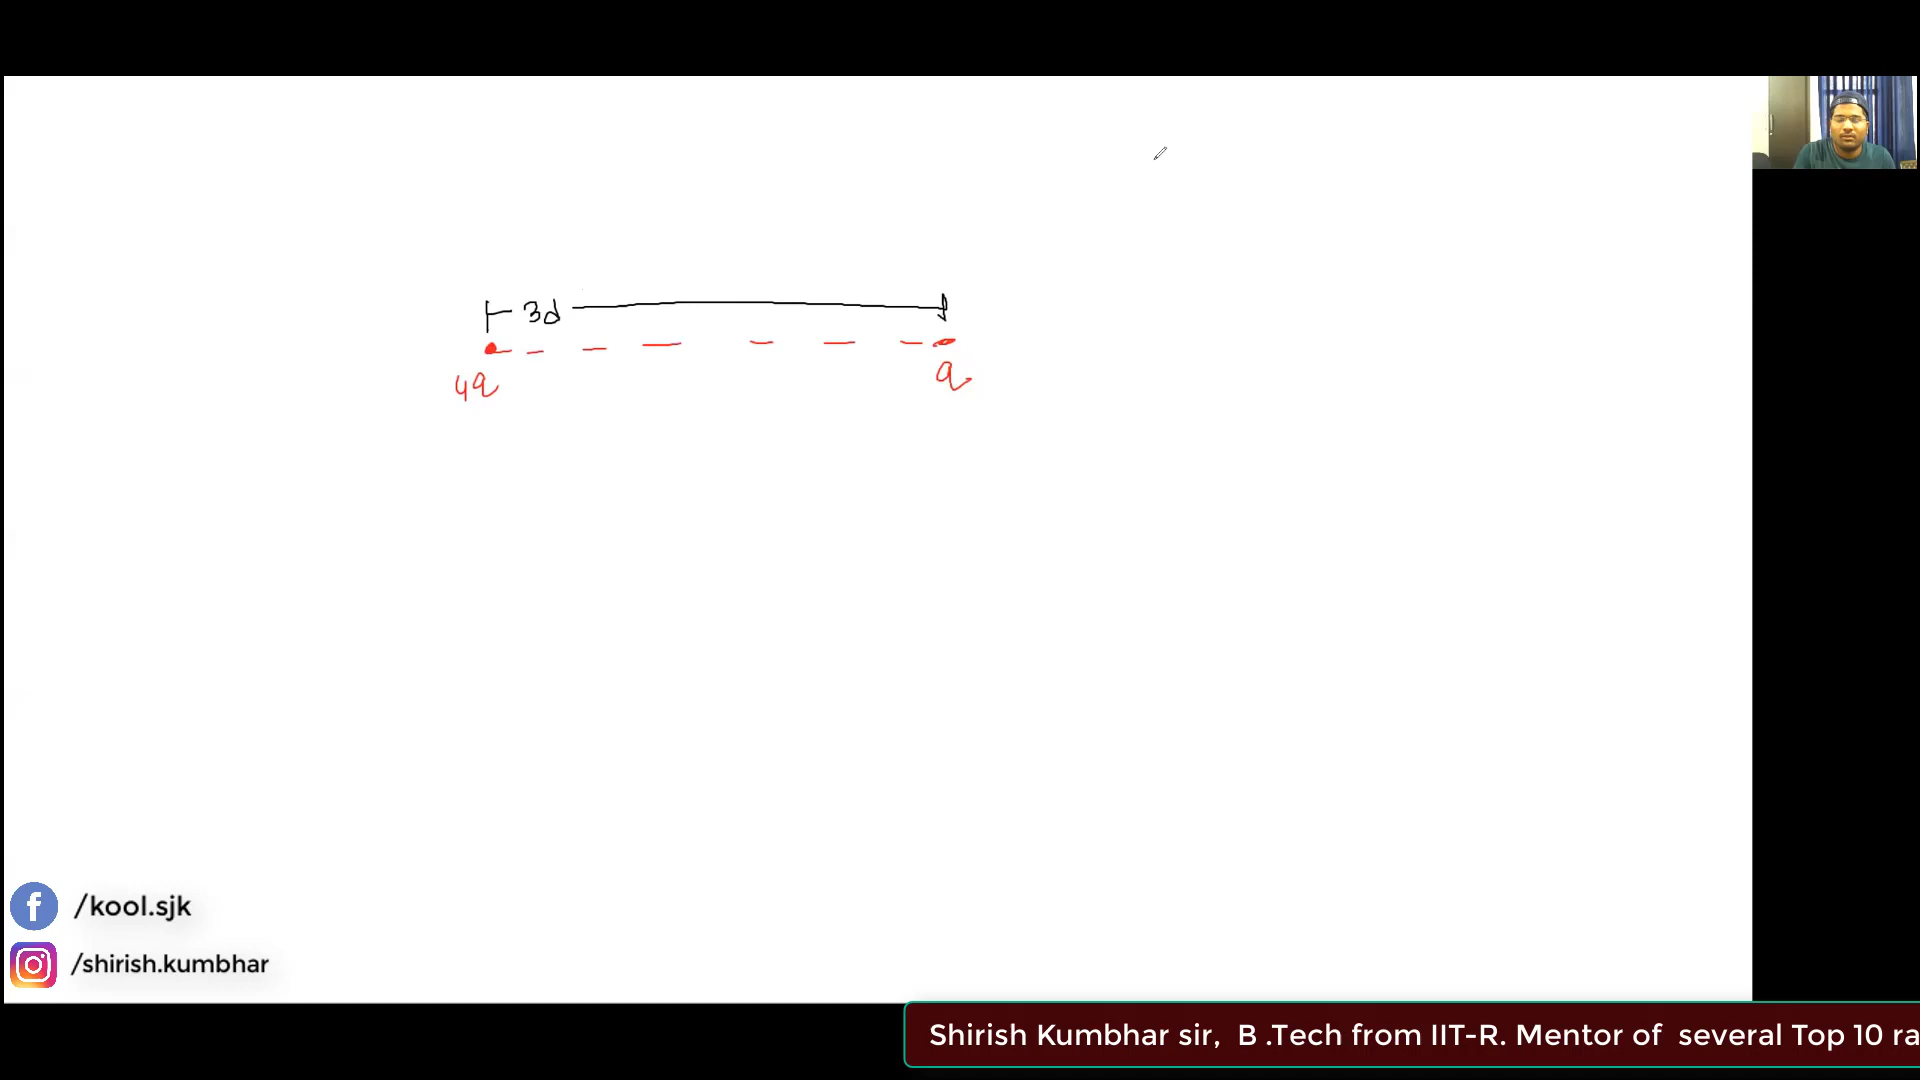 3d
4q
q
/kool.sjk
/shirish.kumbhar
Shirish Kumbhar sir, B .Tech from IIT-R. Mentor of several Top 10 ra